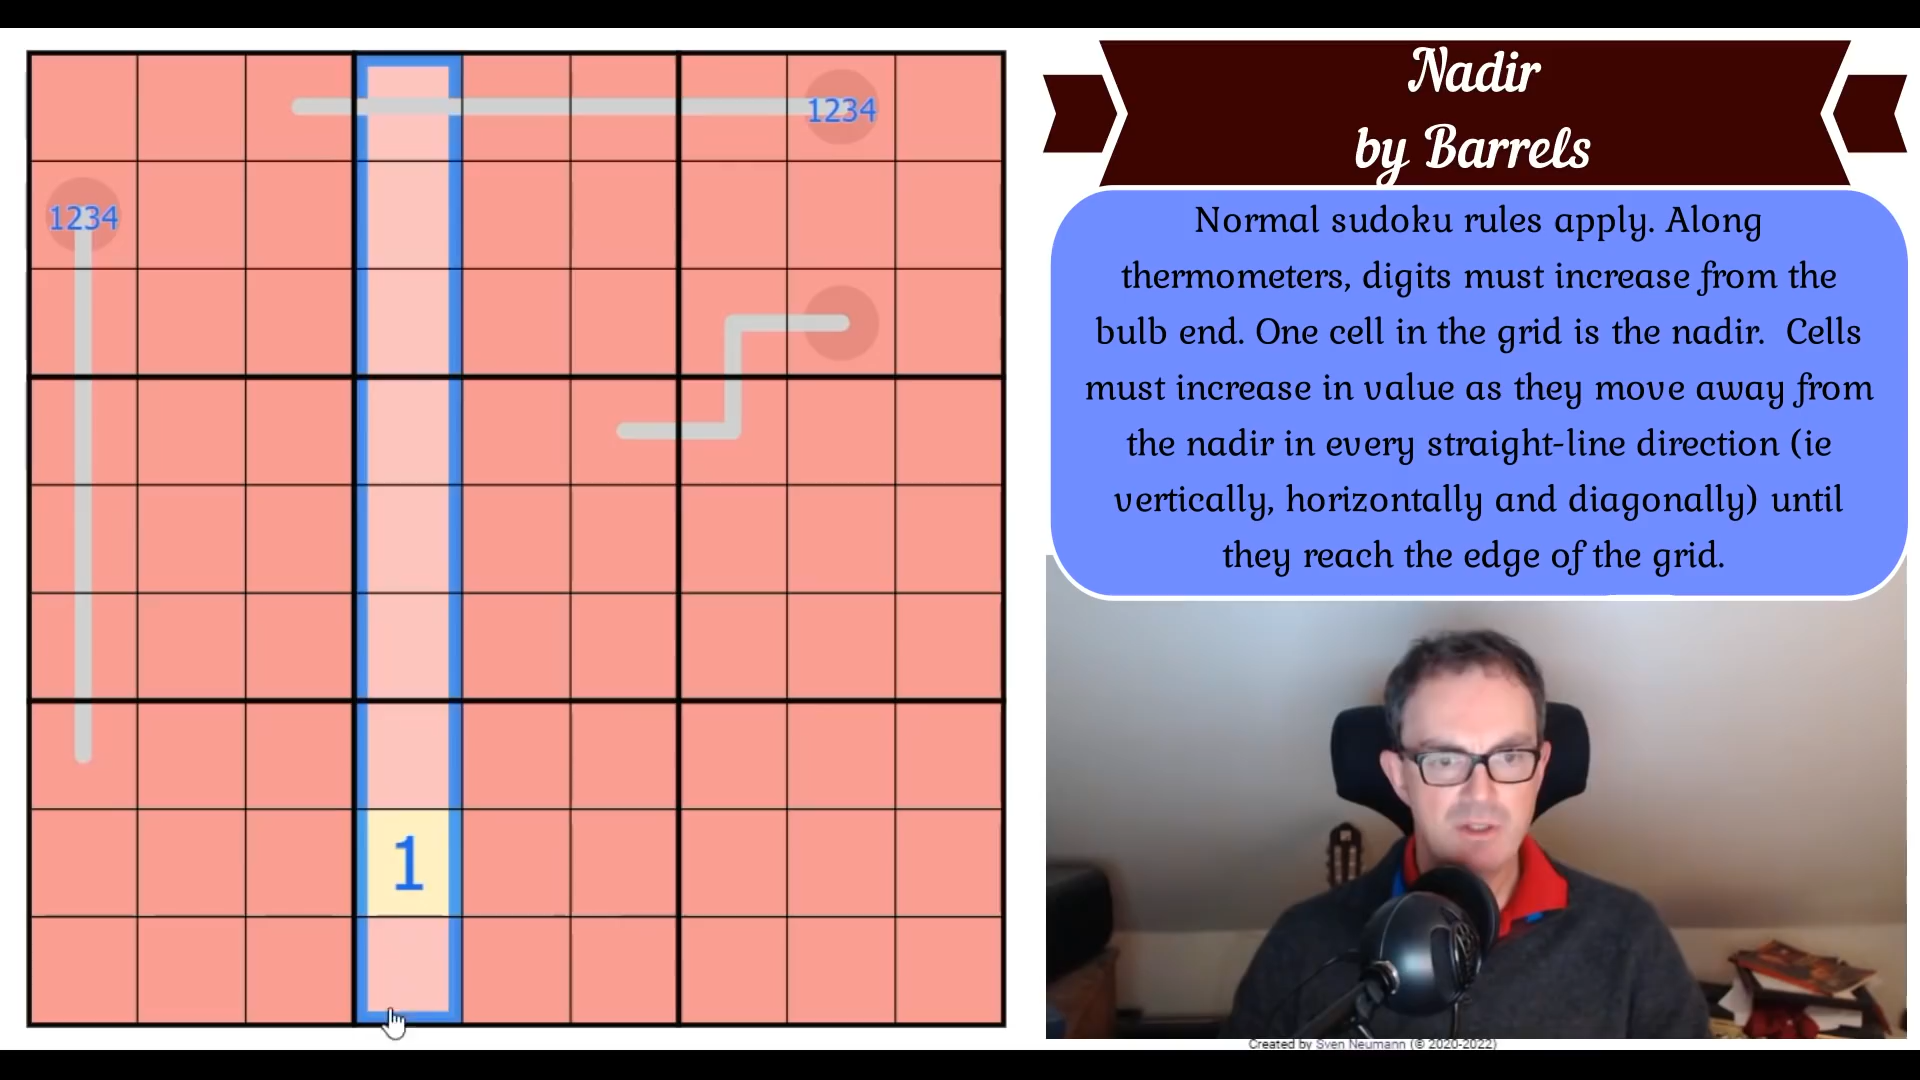 Nadir
by Barrels
Normal sudoku rules apply. Along
thermometers, digits must increase from the
bulb end. One cell in the grid is the nadir. Cells
must increase in value as they move away from
the nadir in every straight-line direction (ie
vertically, horizontally and diagonally) until
they reach the edge of the grid.
1234
1234
1
Created by Sven Neumann (© 2020-2022)